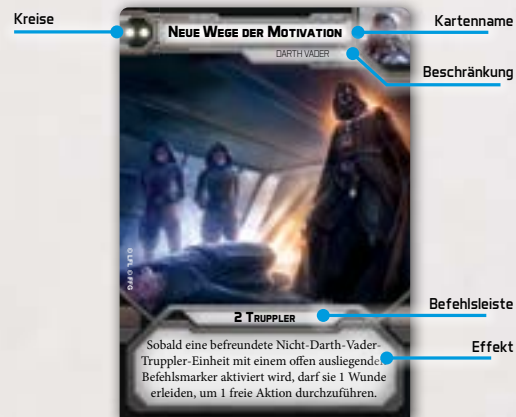 Kreise
NEUE WEGE DER MOTIVATION
Kartenname
DARTH VADER
Beschränkung
© LFL © FFG
2 TRUPPLER
Befehlsleiste
Sobald eine befreundete Nicht-Darth-Vader-
Effekt
Truppler-Einheit mit einem offen ausliegenden
Befehlsmarker aktiviert wird, darf sie 1 Wunde
erleiden, um 1 freie Aktion durchzuführen.